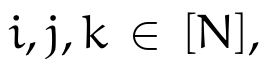 i, j, k ∈ [N],